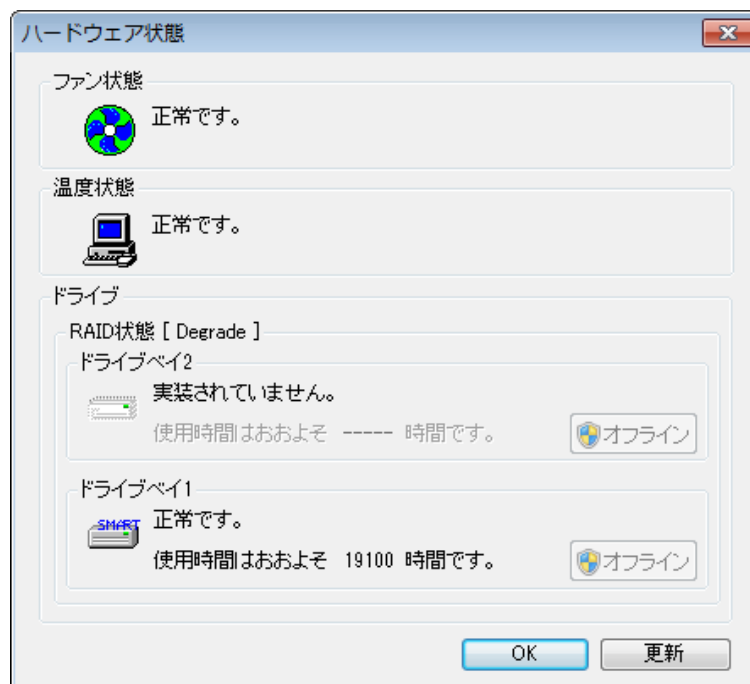 ハードウェア状態
ファン状態
正常です。
温度状態
正常です。
ドライブ
RAID状態 [ Degrade ]
ドライブベイ2
実装されていません。
使用時間はおおよそ ----- 時間です。
オフライン
ドライブベイ1
SMART
正常です。
使用時間はおおよそ 19100 時間です。
オフライン
OK
更新